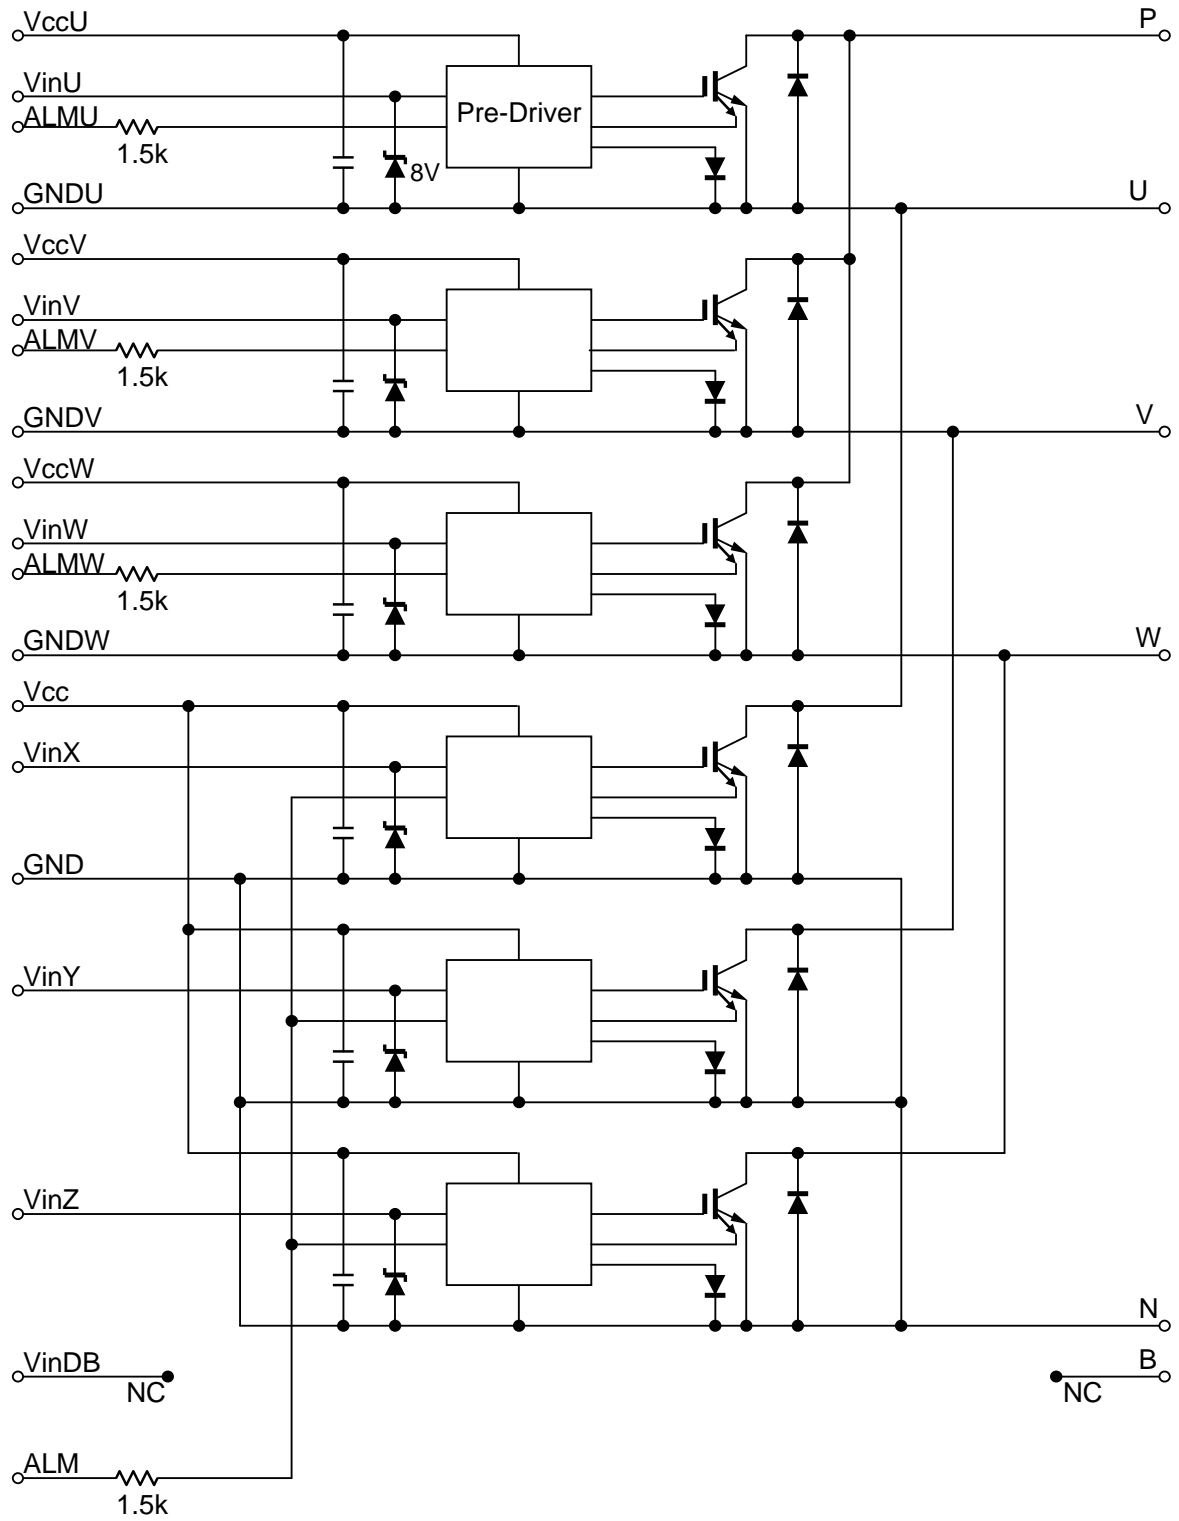 VccU
P
VinU
Pre-Driver
ALMU
1.5k
8V
GNDU
U
VccV
VinV
ALMV
1.5k
GNDV
V
VccW
VinW
ALMW
1.5k
GNDW
W
Vcc
VinX
GND
VinY
VinZ
N
VinDB
B
NC
NC
ALM
1.5k